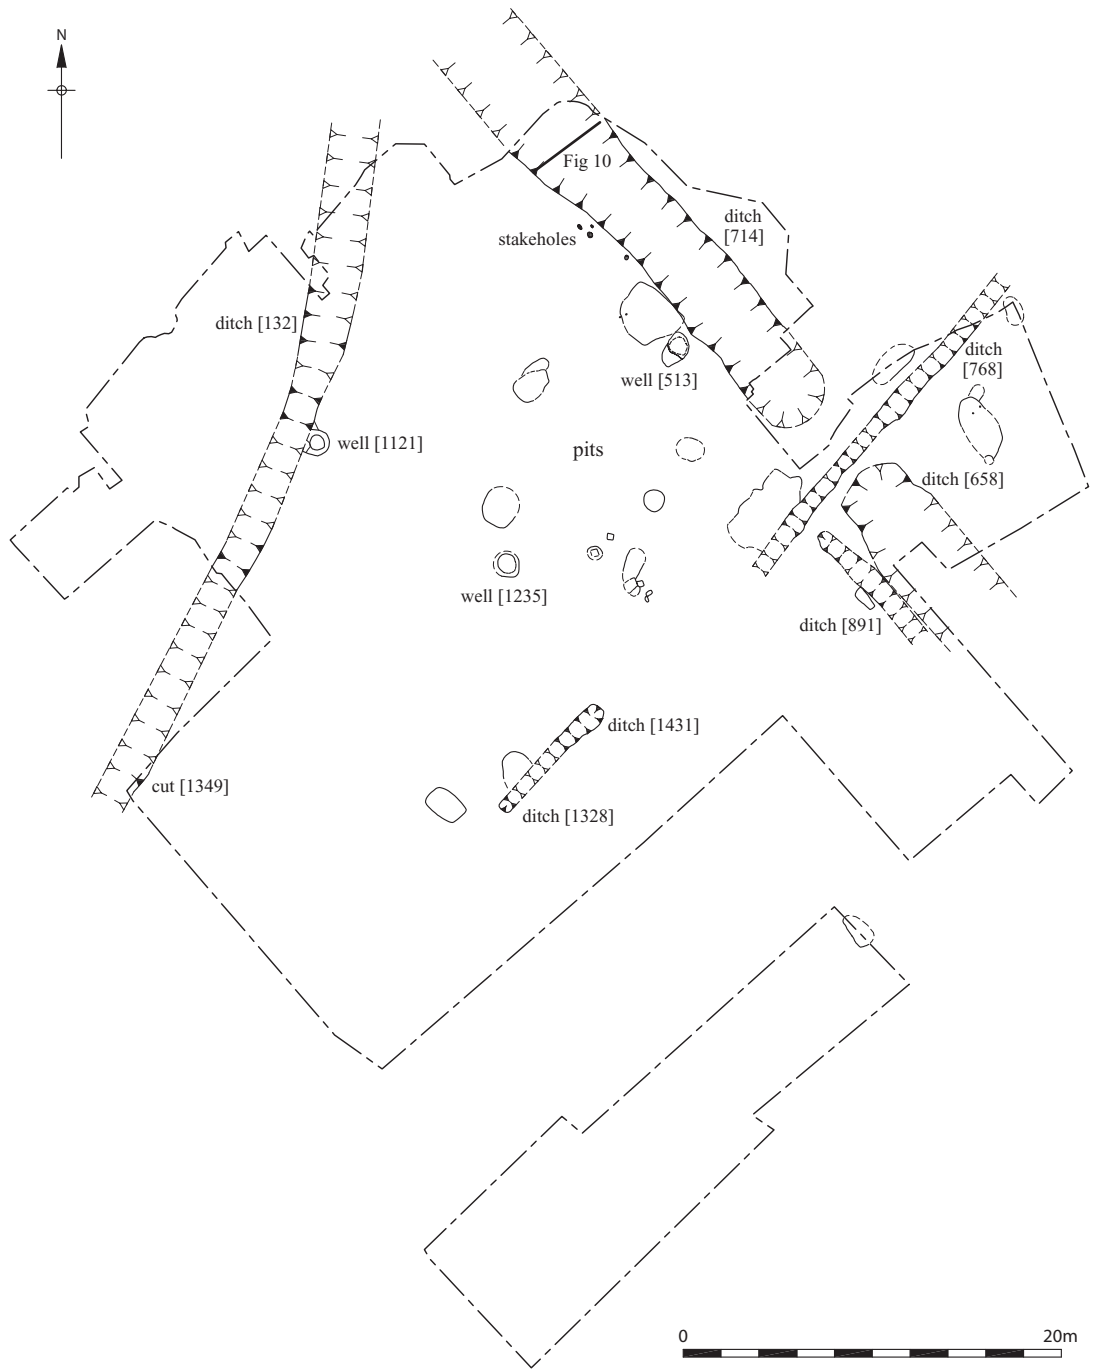 N
Fig 10
ditch
[714]
stakeholes
ditch [132]
ditch
[768]
well [513]
well [1121]
pits
ditch [658]
well [1235]
ditch [891]
ditch [1431]
cut [1349]
ditch [1328]
0
20m